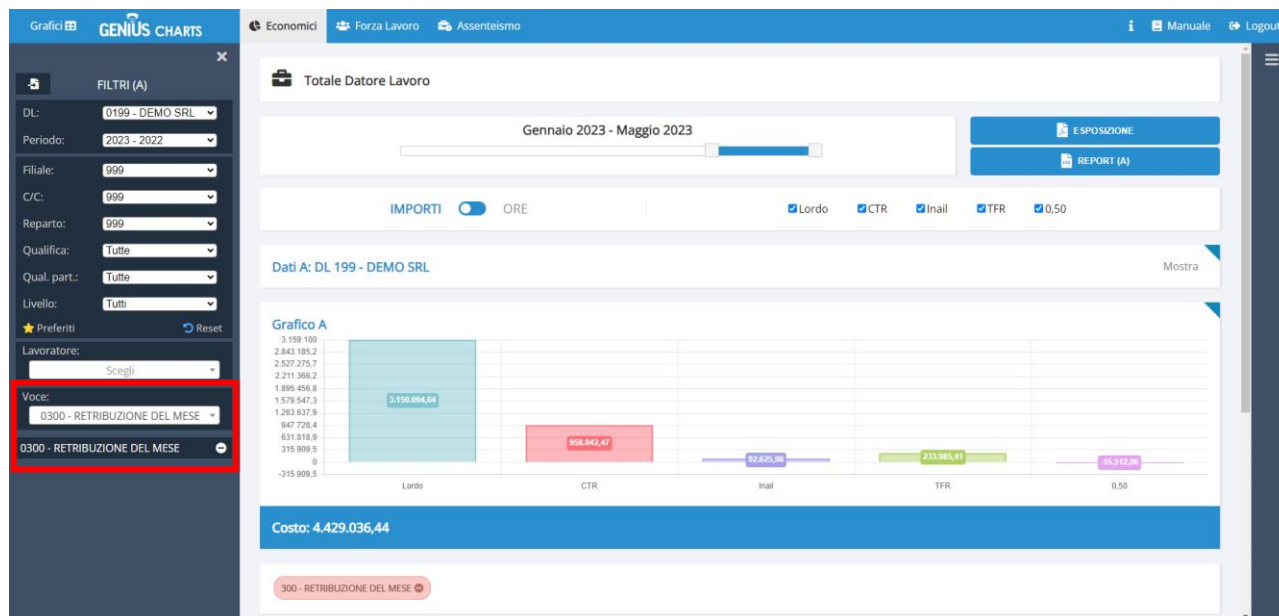 Grafici
GENIUS CHARTS
Economici
Forza Lavoro
Assenteismo
i
Manuale
Logout
FILTRI (A)
DL:
0199 - DEMO SRL
Periodo:
2023 - 2022
Filiale:
999
C/C:
999
Reparto:
999
Qualifica:
Tutte
Qual. part.:
Tutte
Livello:
Tutti
Preferiti
Reset
Lavoratore:
Scegli
Voce:
0300 - RETRIBUZIONE DEL MESE
0300 - RETRIBUZIONE DEL MESE
Totale Datore Lavoro
Gennaio 2023 - Maggio 2023
ESPOSIZIONE
REPORT (A)
IMPORTI
ORE
Lordo
CTR
Inail
TFR
0,50
Dati A: DL 199 - DEMO SRL
Mostra
Grafico A
3.159.100
2.843.185,2
2.527.275,7
2.211.366,2
1.895.456,8
1.579.547,3
1.263.637,9
947.728,4
631.818,9
315.909,5
0
-315.909,5
3.159.094,64
958.842,47
92.625,98
233.985,41
-15.512,06
Lordo
CTR
Inail
TFR
0,50
Costo: 4.429.036,44
300 - RETRIBUZIONE DEL MESE